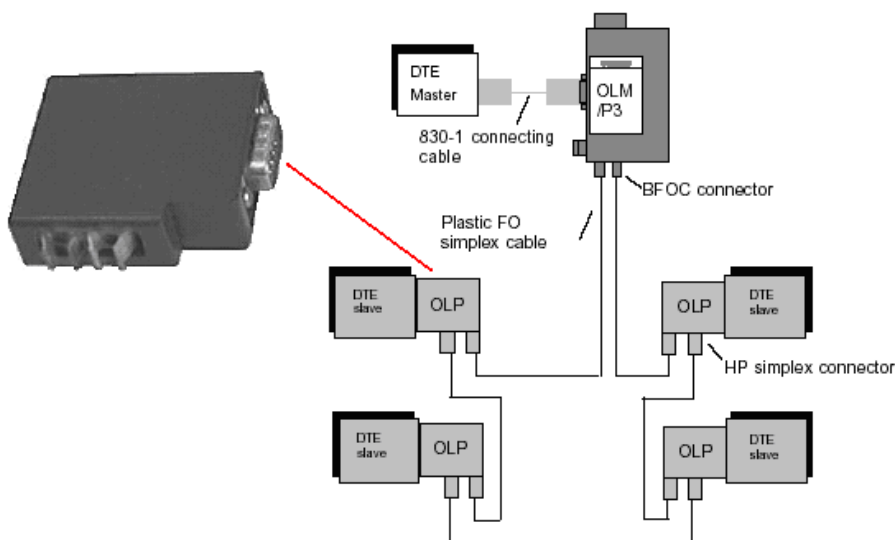 DTE
Master
OLM
/P3
830-1 connecting
cable
BFOC connector
Plastic FO
simplex cable
DTE
slave
OLP
OLP
DTE
slave
HP simplex connector
DTE
slave
OLP
OLP
DTE
slave